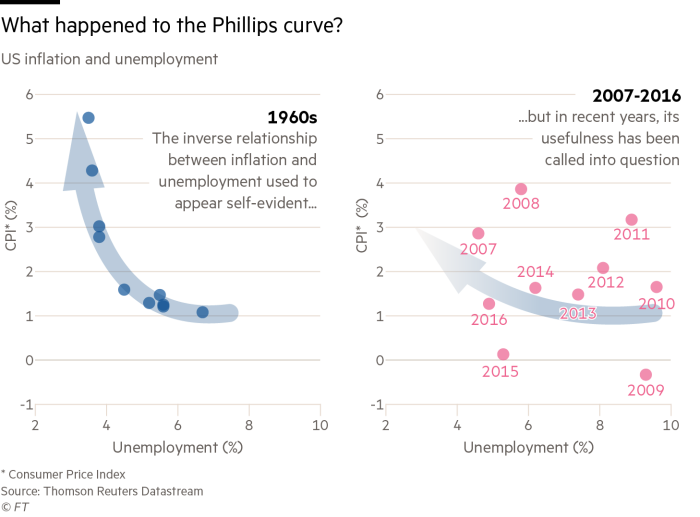 What happened to the Phillips curve?
US inflation and unemployment
6
5
4
3
2
1
0
-1
CPI* (%)
1960s
The inverse relationship
between inflation and
unemployment used to
appear self-evident...
2
4
6
8
10
Unemployment (%)
6
5
4
3
2
1
0
-1
CPI* (%)
2007-2016
...but in recent years, its
usefulness has been
called into question
2008
2011
2007
2014
2012
2010
2016
2013
2015
2009
2
4
6
8
10
Unemployment (%)
* Consumer Price Index
Source: Thomson Reuters Datastream
© FT